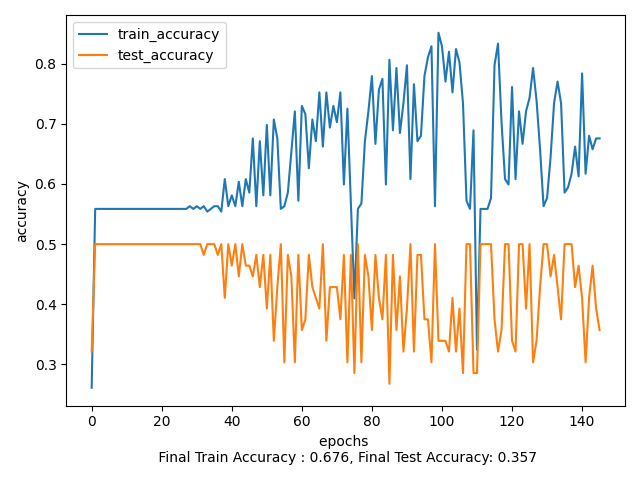 train_accuracy
test_accuracy
0.8
0.7
0.6
0.5
0.4
0.3
accuracy
0
20
40
60
80
100
120
140
epochs
Final Train Accuracy : 0.676, Final Test Accuracy: 0.357